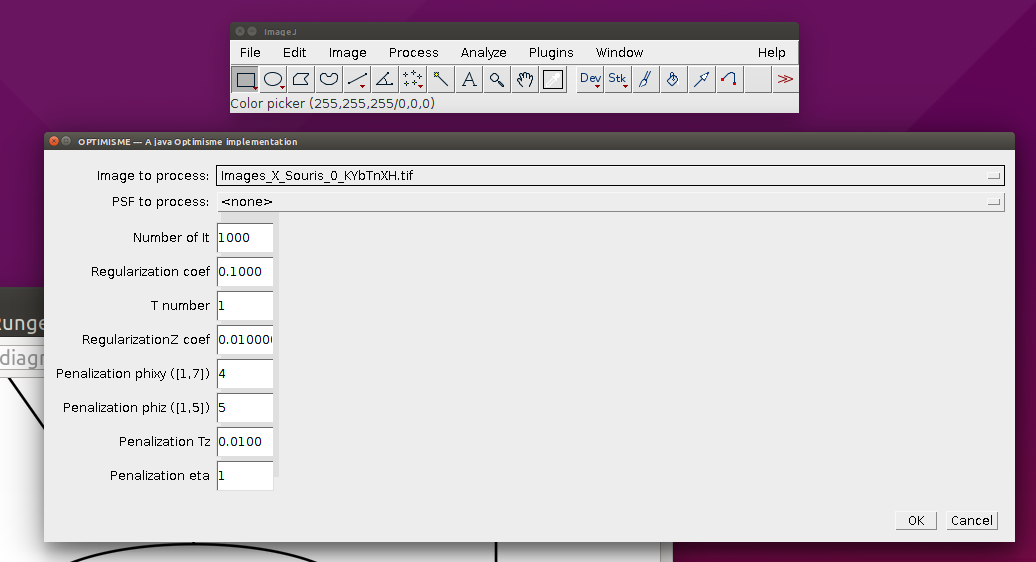 ImageJ
File Edit Image Process Analyze Plugins Window Help
Dev Stk A
Color picker (255,255,255/0,0,0)
OPTIMISME — A java Optimisme implementation
Image to process: Images_X_Souris_0_KYbTnXH.tif
PSF to process: <none>
Number of It 1000
Regularization coef 0.1000
T number 1
RegularizationZ coef 0.01000
Penalization phixy ([1,7]) 4
Penalization phiz ([1,5]) 5
Penalization Tz 0.0100
Penalization eta 1
OK Cancel